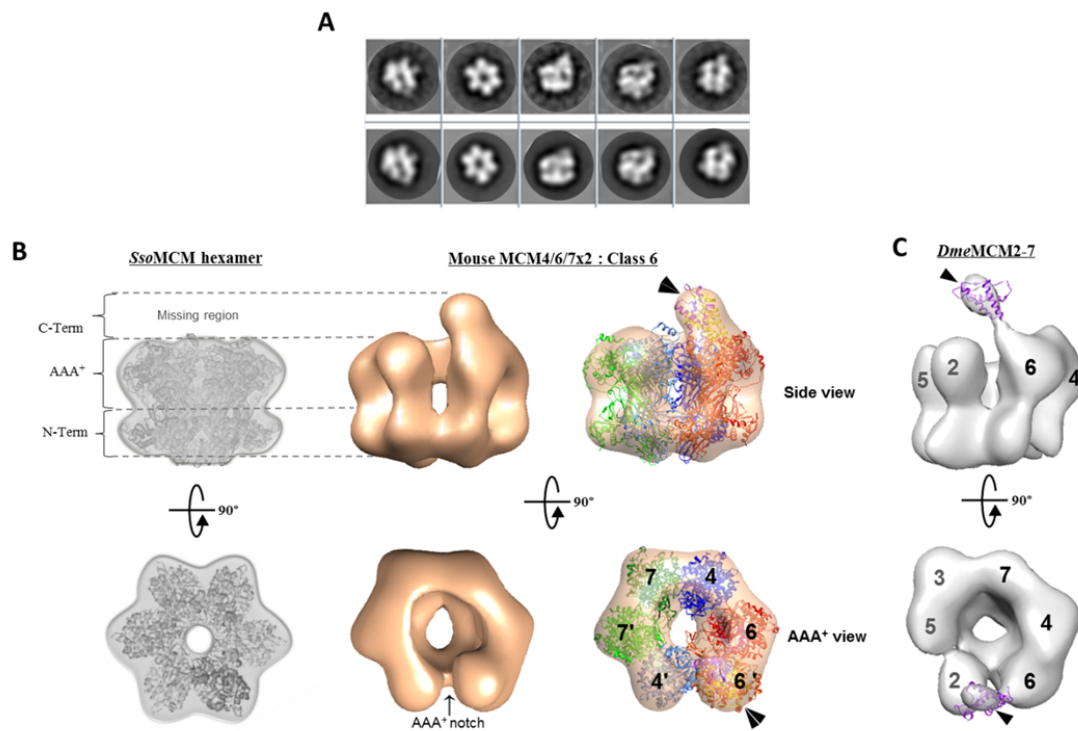 A
B
SsoMCM hexamer
Mouse MCM4/6/7x2 : Class 6
C
DmeMCM2-7
C-Term
Missing region
AAA+
N-Term
Side view
5
2
6
4
90°
90°
90°
7
4
7'
6
4'
6'
AAA+ view
AAA+ notch
3
7
5
4
2
6